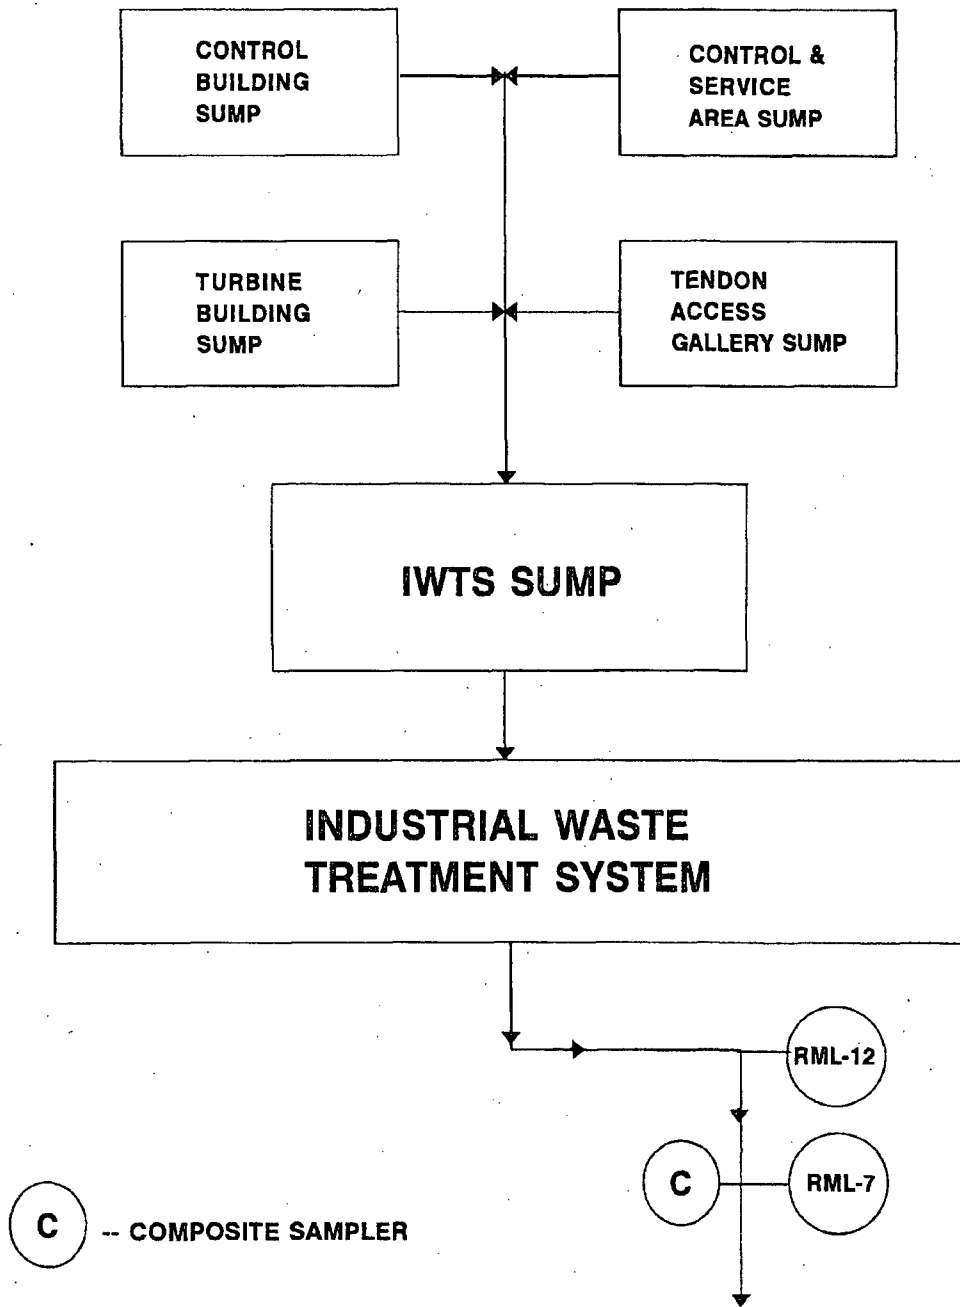 CONTROL
BUILDING
SUMP
CONTROL &
SERVICE
AREA SUMP
TURBINE
BUILDING
SUMP
TENDON
ACCESS
GALLERY SUMP
IWTS SUMP
INDUSTRIAL WASTE
TREATMENT SYSTEM
RML-12
C
RML-7
C -- COMPOSITE SAMPLER